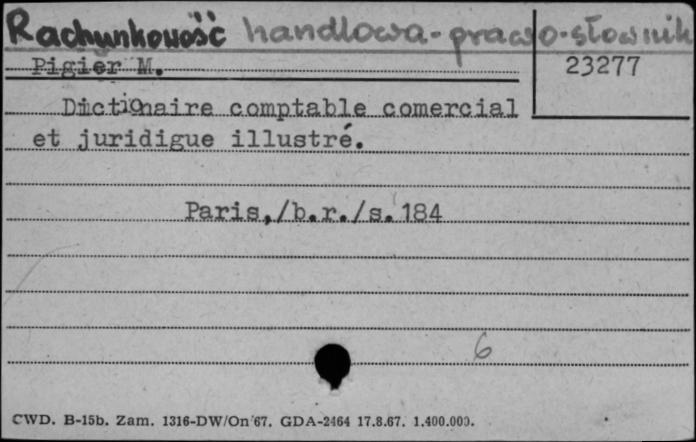 Rachunkowość handlowa-prawo-słownik
Pigier M.
23277
Dictionaire comptable comercial
et juridigue illustré.
Paris,/b.r./s.184
6
CWD. B-15b. Zam. 1316-DW/On 67. GDA-2464 17.8.67. 1.400.000.